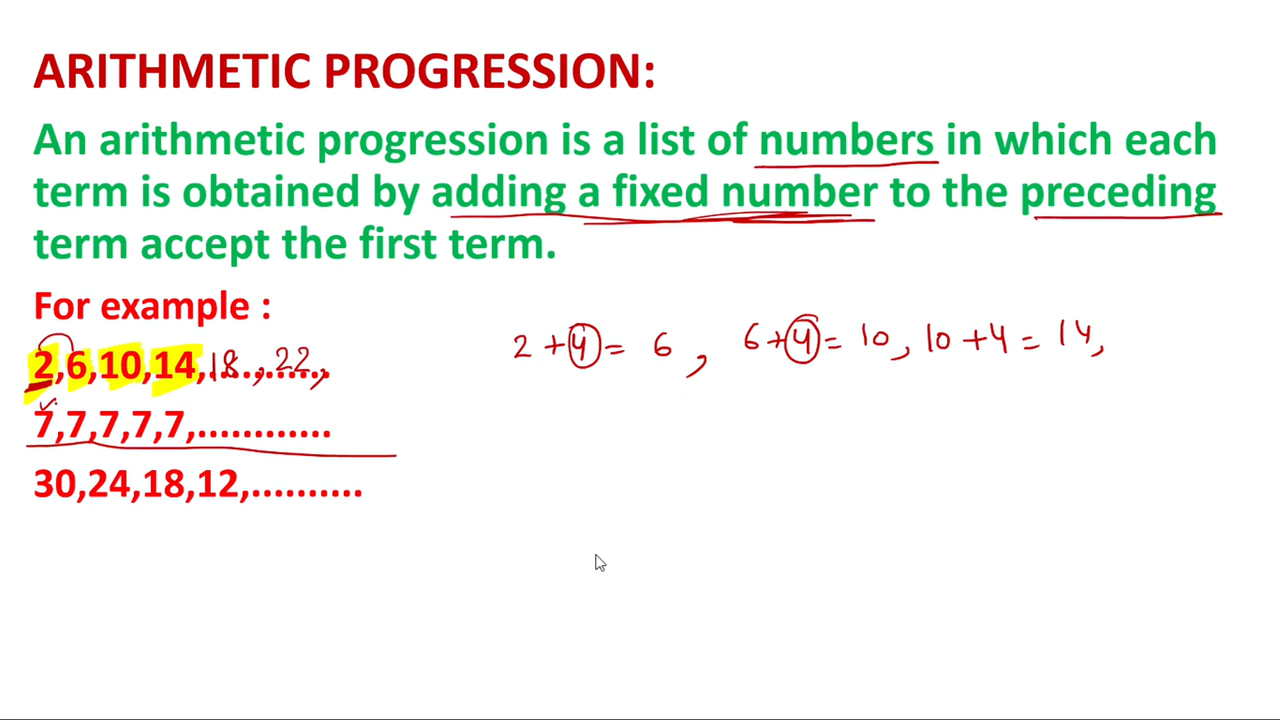 ARITHMETIC PROGRESSION:
An arithmetic progression is a list of numbers in which each
term is obtained by adding a fixed number to the preceding
term accept the first term.
For example :
2,6,10,14,18,22,............
2+4= 6, 6+4=10, 10+4=14,
7,7,7,7,7,............
30,24,18,12,..........